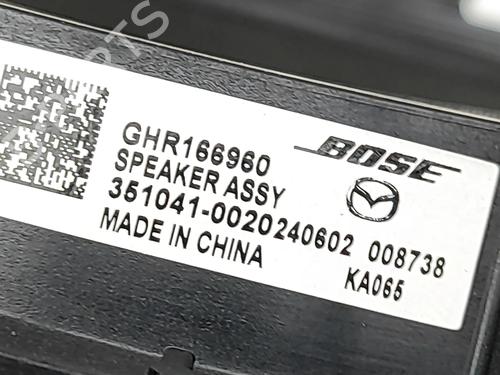 GHR166960
BOSE
SPEAKER ASSY
351041-0020240602 008738
MADE IN CHINA
KA065